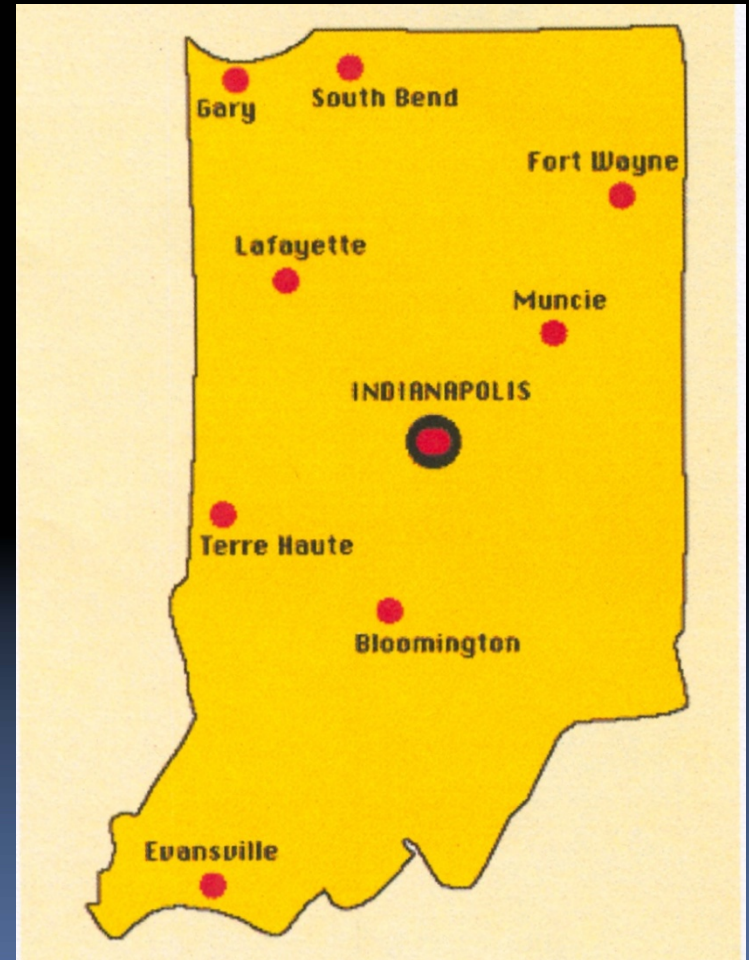 Gary
South Bend
Fort Wayne
Lafayette
Muncie
INDIANAPOLIS
Terre Haute
Bloomington
Evansville